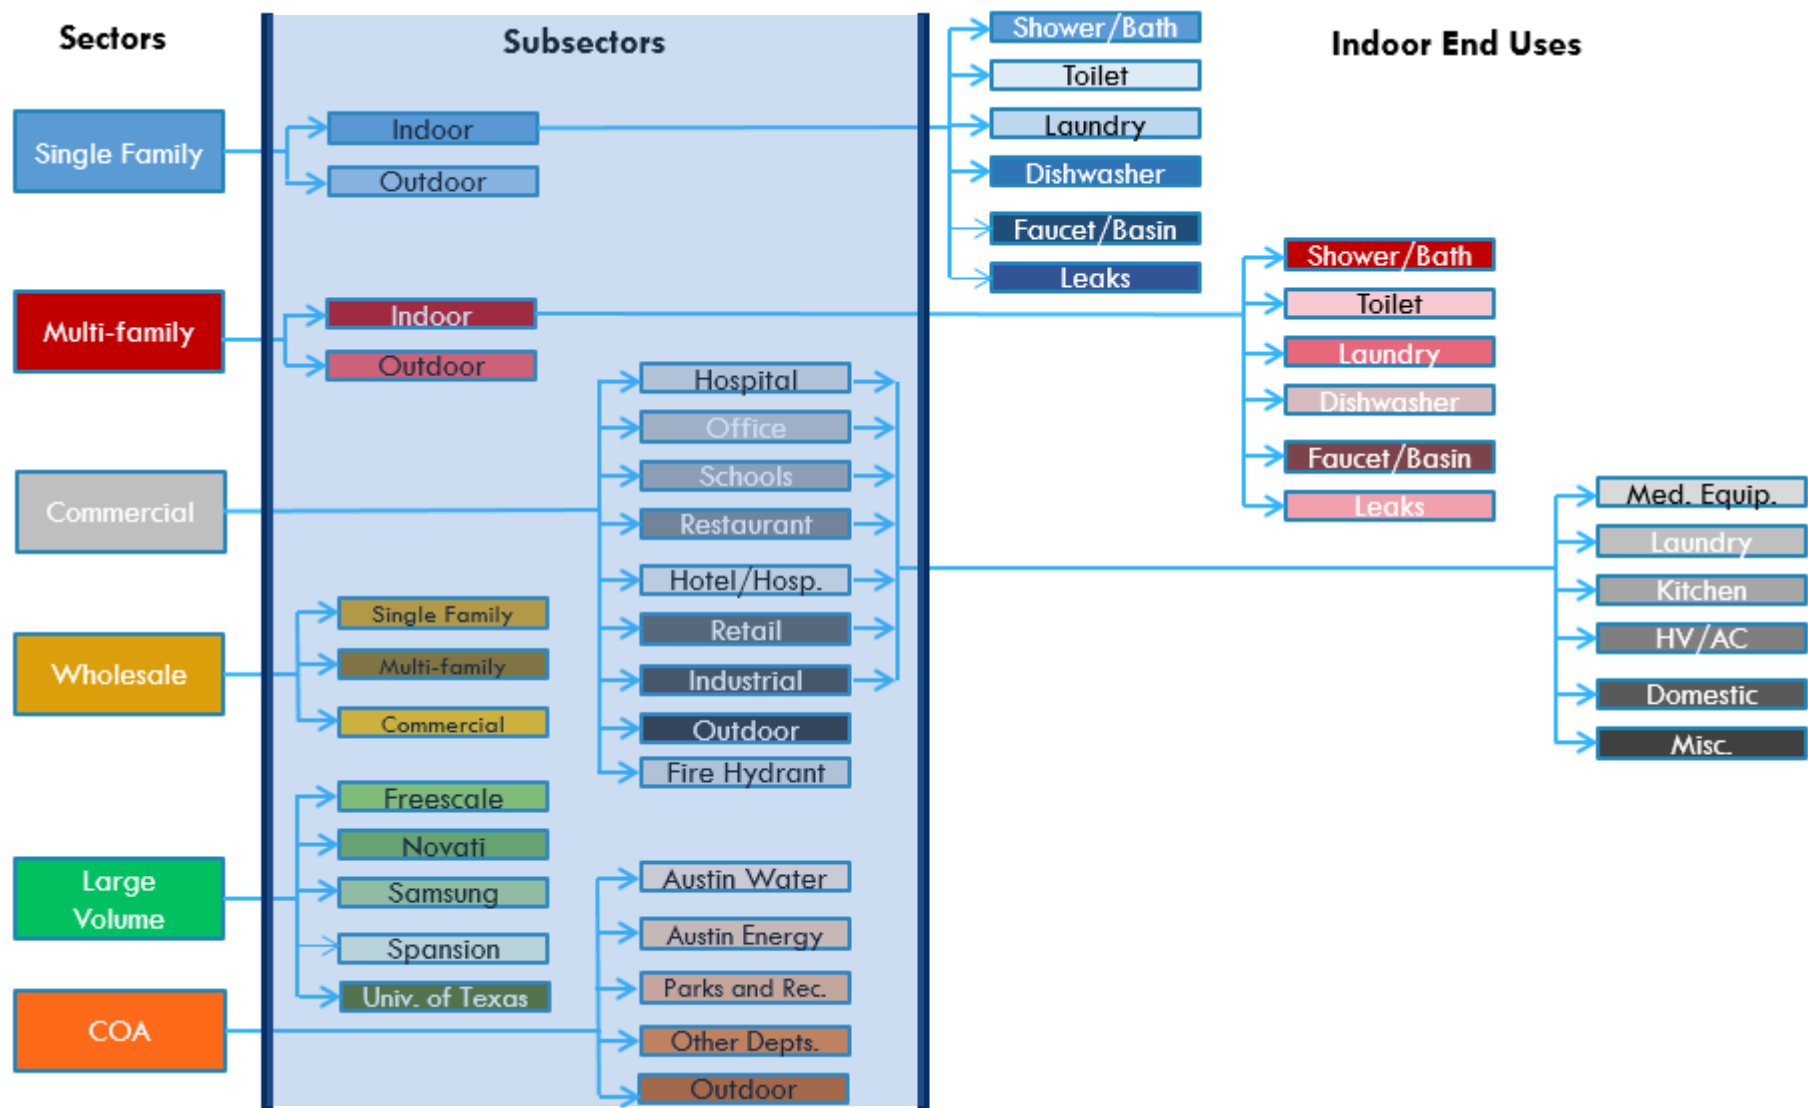 Sectors
Subsectors
Indoor End Uses
Single Family
Indoor
Outdoor
Shower/Bath
Toilet
Laundry
Dishwasher
Faucet/Basin
Leaks
Multi-family
Indoor
Outdoor
Shower/Bath
Toilet
Laundry
Dishwasher
Faucet/Basin
Leaks
Commercial
Hospital
Office
Schools
Restaurant
Hotel/Hosp.
Retail
Industrial
Outdoor
Fire Hydrant
Med. Equip.
Laundry
Kitchen
HV/AC
Domestic
Misc.
Wholesale
Single Family
Multi-family
Commercial
Large
Volume
Freescale
Novati
Samsung
Spansion
Univ. of Texas
COA
Austin Water
Austin Energy
Parks and Rec.
Other Depts.
Outdoor